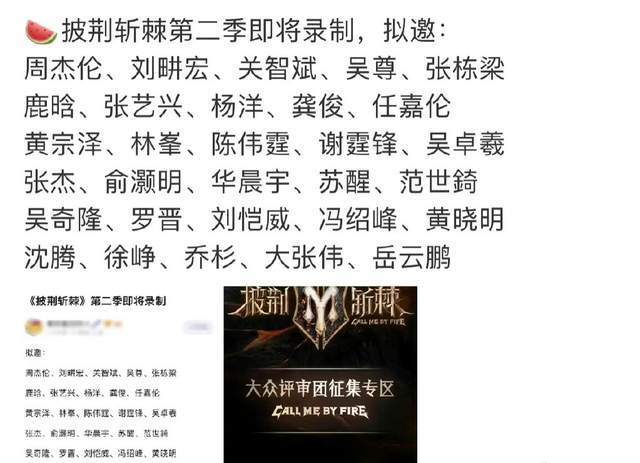 🍉披荆斩棘第二季即将录制，拟邀：
周杰伦、刘畊宏、关智斌、吴尊、张栋梁
鹿晗、张艺兴、杨洋、龚俊、任嘉伦
黄宗泽、林峯、陈伟霆、谢霆锋、吴卓羲
张杰、俞灏明、华晨宇、苏醒、范世錡
吴奇隆、罗晋、刘恺威、冯绍峰、黄晓明
沈腾、徐峥、乔杉、大张伟、岳云鹏
《披荆斩棘》第二季即将录制
拟邀：
周杰伦、刘畊宏、关智斌、吴尊、张栋梁
鹿晗、张艺兴、杨洋、龚俊、任嘉伦
黄宗泽、林峯、陈伟霆、谢霆锋、吴卓羲
张杰、俞灏明、华晨宇、苏醒、范世錡
吴奇隆、罗晋、刘恺威、冯绍峰、黄晓明
披荆斩棘
CALL ME BY FIRE
大众评审团征集专区
CALL ME BY FIRE